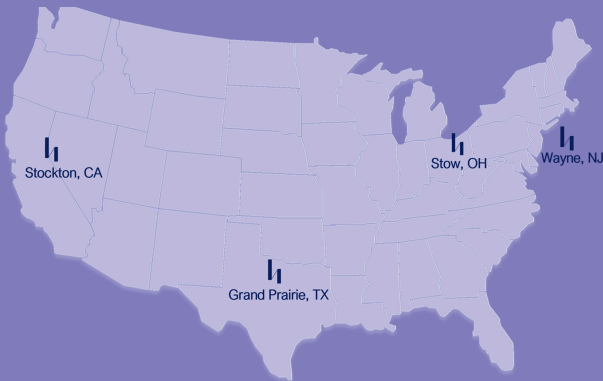 Stow, OH
Wayne, NJ
Stockton, CA
Grand Prairie, TX